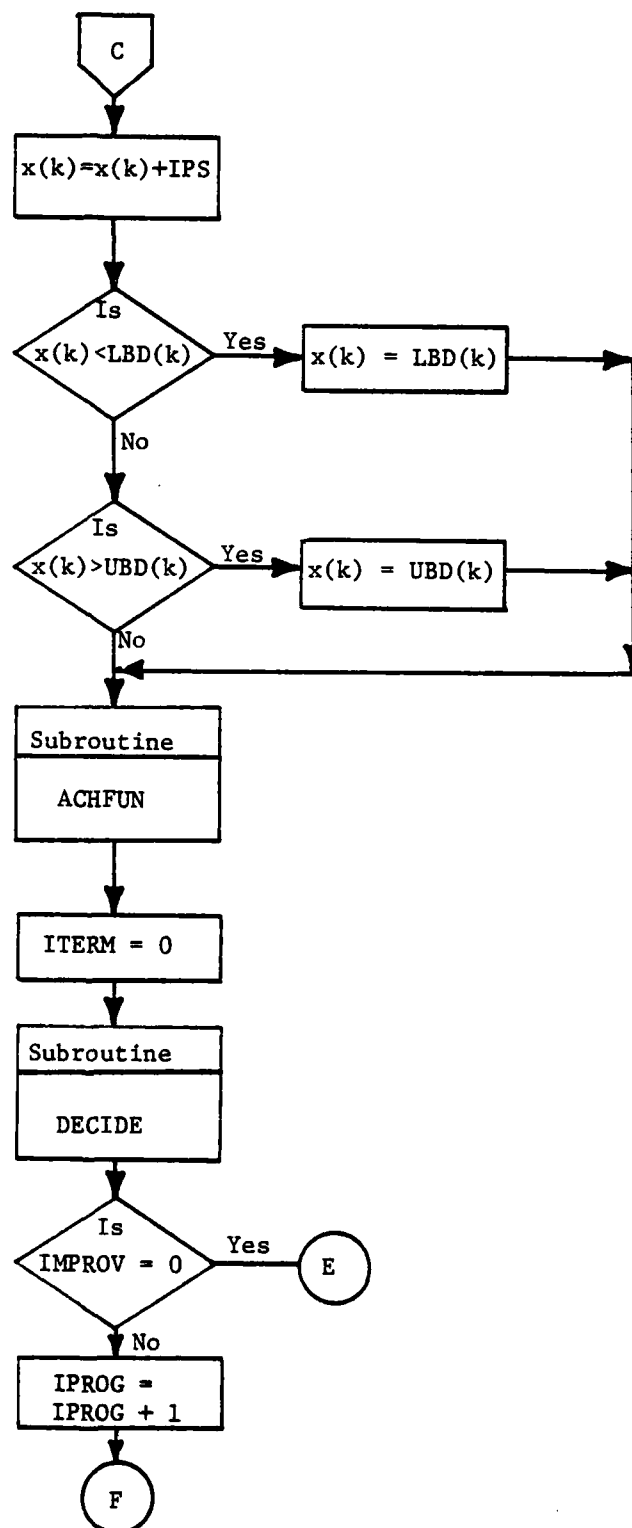 C
x(k)=x(k)+IPS
Is
x(k)<LBD(k)
Yes
x(k) = LBD(k)
No
Is
x(k)>UBD(k)
Yes
x(k) = UBD(k)
No
Subroutine
ACHFUN
ITERM = 0
Subroutine
DECIDE
Is
IMPROV = 0
Yes
E
No
IPROG =
IPROG + 1
F